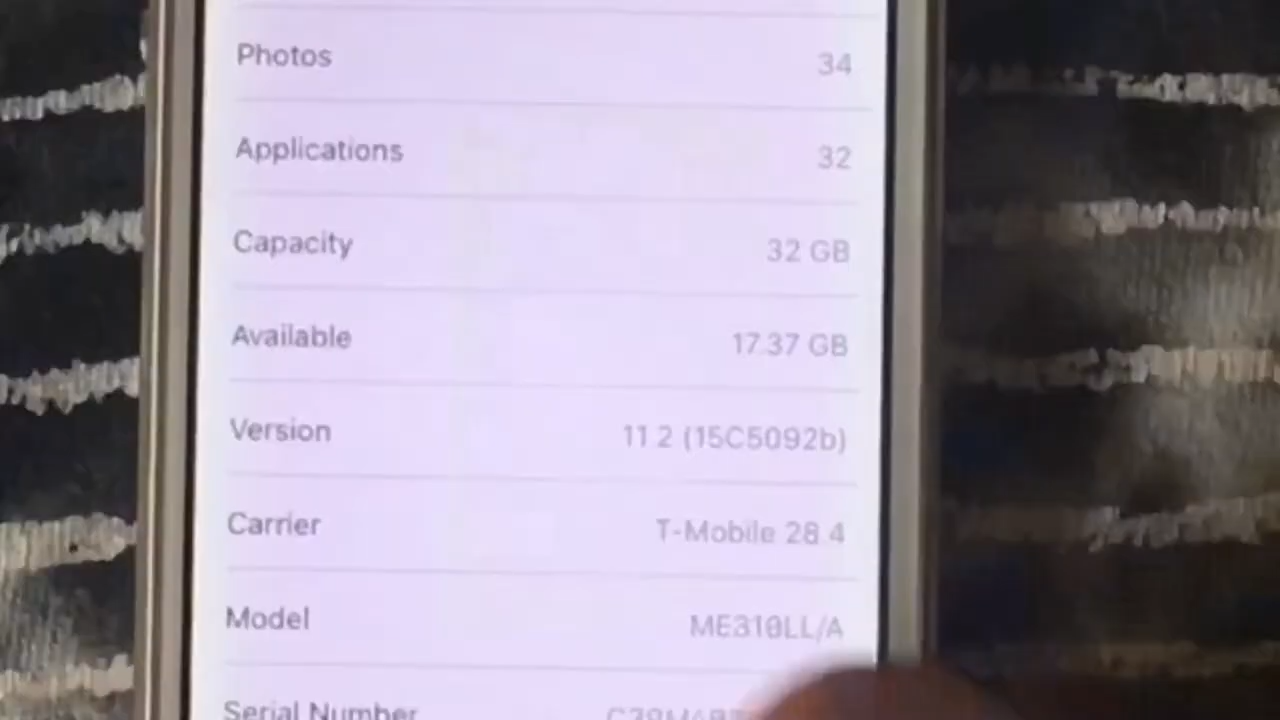 Photos 34
Applications 32
Capacity 32 GB
Available 17.37 GB
Version 11.2 (15C5092b)
Carrier T-Mobile 28.4
Model ME310LL/A
Serial Number